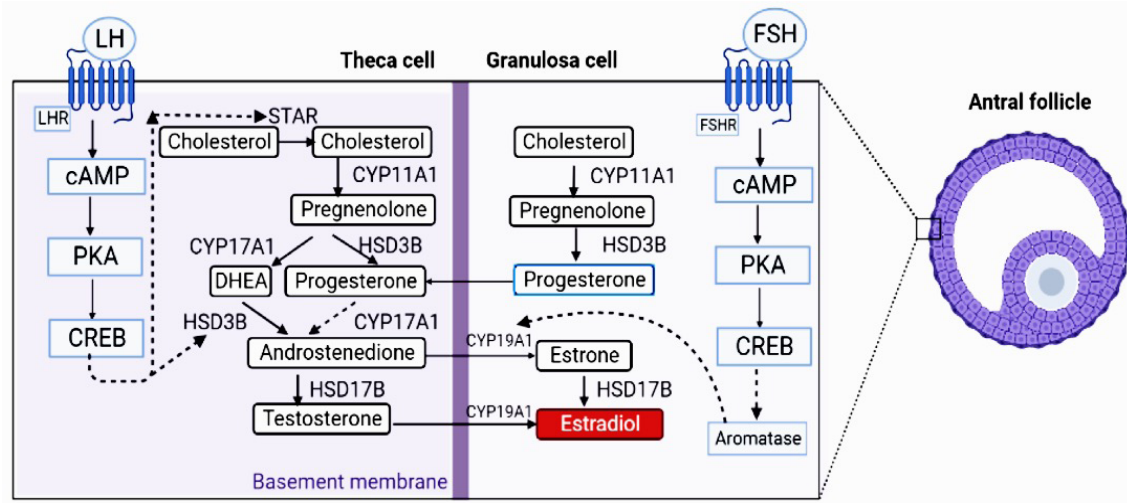 LH
FSH
Theca cell
Granulosa cell
Antral follicle
LHR
STAR
FSHR
Cholesterol
Cholesterol
Cholesterol
cAMP
CYP11A1
CYP11A1
cAMP
Pregnenolone
Pregnenolone
PKA
CYP17A1
HSD3B
HSD3B
PKA
DHEA
Progesterone
Progesterone
CREB
HSD3B
CYP17A1
CREB
Androstenedione
CYP19A1
Estrone
HSD17B
HSD17B
Testosterone
CYP19A1
Estradiol
Aromatase
Basement membrane